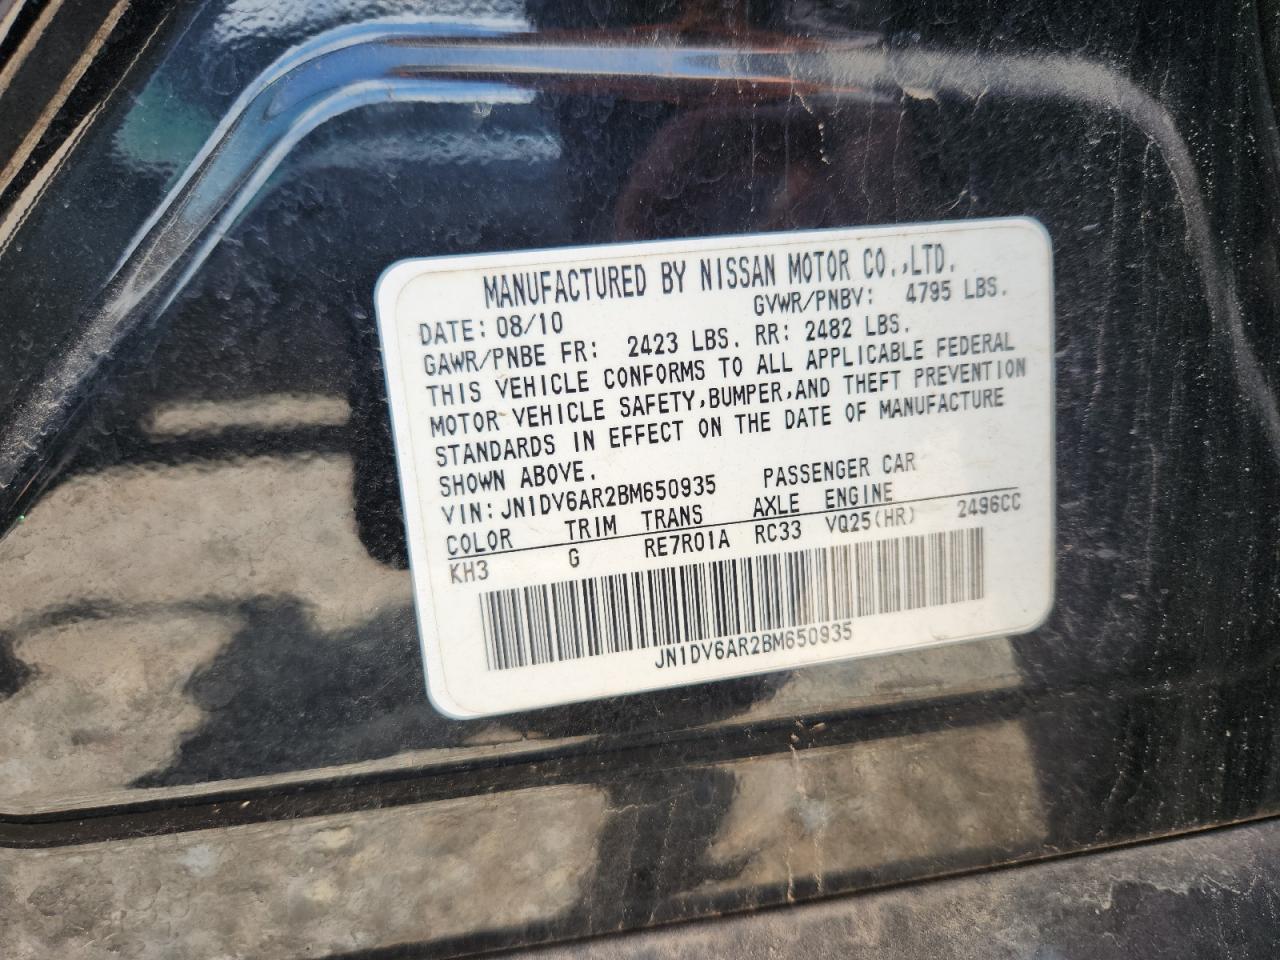 MANUFACTURED BY NISSAN MOTOR CO.,LTD.
DATE: 08/10 GVWR/PNBV: 4795 LBS.
GAWR/PNBE FR: 2423 LBS. RR: 2482 LBS.
THIS VEHICLE CONFORMS TO ALL APPLICABLE FEDERAL
MOTOR VEHICLE SAFETY,BUMPER,AND THEFT PREVENTION
STANDARDS IN EFFECT ON THE DATE OF MANUFACTURE
SHOWN ABOVE.
VIN: JN1DV6AR2BM650935 PASSENGER CAR
COLOR TRIM TRANS AXLE ENGINE
KH3 G RE7R01A RC33 VQ25(HR) 2496CC
JN1DV6AR2BM650935